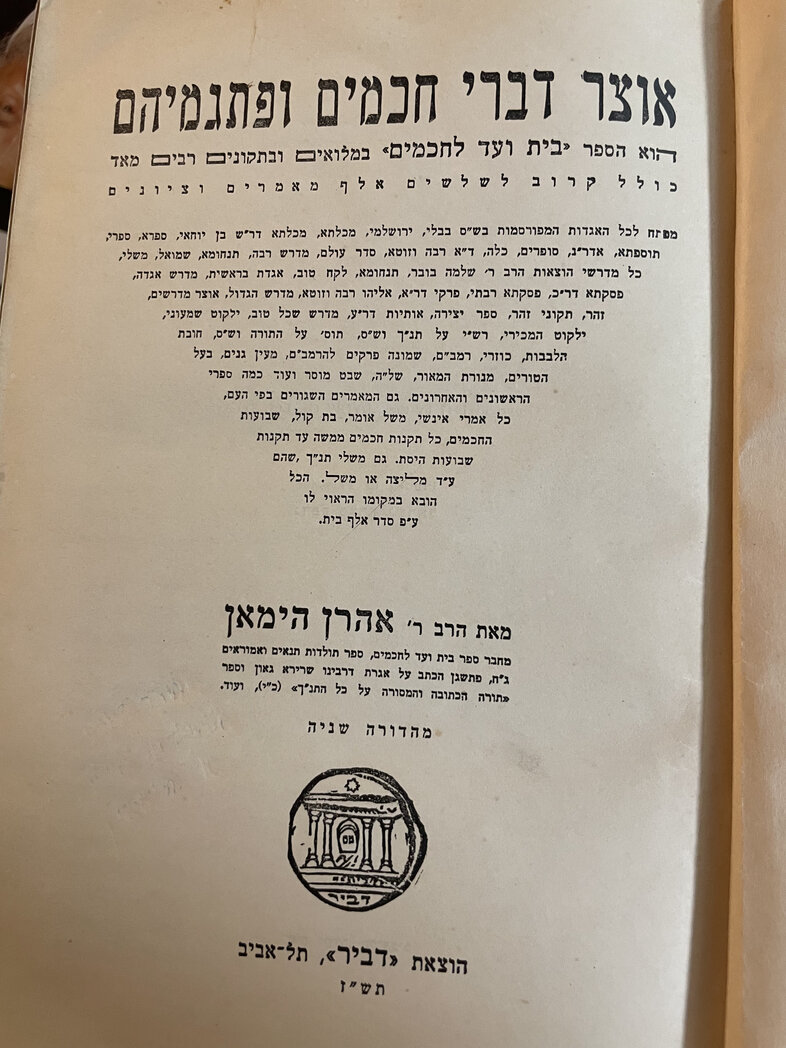 אוצר דברי חכמים ופתגמיהם
הוא הספר «בית ועד לחכמים» במלואים ובתקונים רבים מאד
כולל קרוב לשלשים אלף מאמרים וציונים
מפתח לכל האגדות המפורסמות בש״ס בבלי, ירושלמי, מכלתא, מכלתא דר״ש בן יוחאי, ספרא, ספרי,
תוספתא, אדר״נ, סופרים, כלה, ד״א רבה וזוטא, סדר עולם, מדרש רבה, תנחומא, שמואל, משלי,
כל מדרשי הוצאות הרב ר׳ שלמה בובר, תנחומא, לקח טוב, אגדת בראשית, מדרש אגדה,
פסקתא דר״כ, פסקתא רבתי, פרקי דר״א, אליהו רבה וזוטא, מדרש הגדול, אוצר מדרשים,
זהר, תקוני זהר, ספר יצירה, אותיות דר״ע, מדרש שכל טוב, ילקוט שמעוני,
ילקוט המכירי, רש״י על תנ״ך וש״ס, תוס׳ על התורה וש״ס, חובת
הלבבות, כוזרי, רמב״ם, שמונה פרקים להרמב״ם, מעין גנים, בעל
הטורים, מנורת המאור, של״ה, שבט מוסר ועוד כמה ספרי
הראשונים והאחרונים. גם המאמרים השגורים בפי העם,
כל אמרי אינשי, משל אומר, בת קול, שבועות
החכמים, כל תקנות חכמים ממשה עד תקנות
שבועות היסת. גם משלי תנ״ך ,שהם
ע״ד מליצה או משל. הכל
הובא במקומו הראוי לו
ע״פ סדר אלף בית.
מאת הרב ר׳ אהרן הימאן
מחבר ספר בית ועד לחכמים, ספר תולדות תנאים ואמוראים
ג״ח, פתשגן הכתב על אגרת דרבינו שרירא גאון וספר
«תורה הכתובה והמסורה על כל התנ״ך» (כ״י), ועוד.
מהדורה שניה
דביר
הוצאת «דביר», תל־אביב
תש״ז